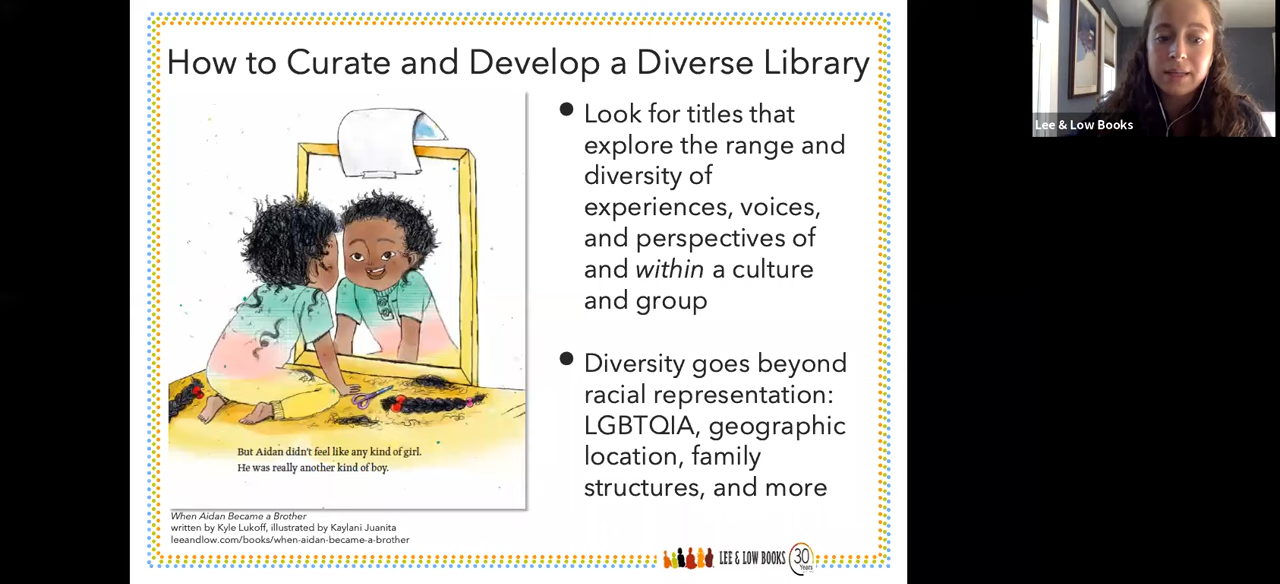 How to Curate and Develop a Diverse Library
But Aidan didn't feel like any kind of girl.
He was really another kind of boy.
When Aidan Became a Brother
written by Kyle Lukoff, illustrated by Kaylani Juanita
leeandlow.com/books/when-aidan-became-a-brother
• Look for titles that
explore the range and
diversity of
experiences, voices,
and perspectives of
and within a culture
and group
• Diversity goes beyond
racial representation:
LGBTQIA, geographic
location, family
structures, and more
LEE & LOW BOOKS
30
Years
Lee & Low Books